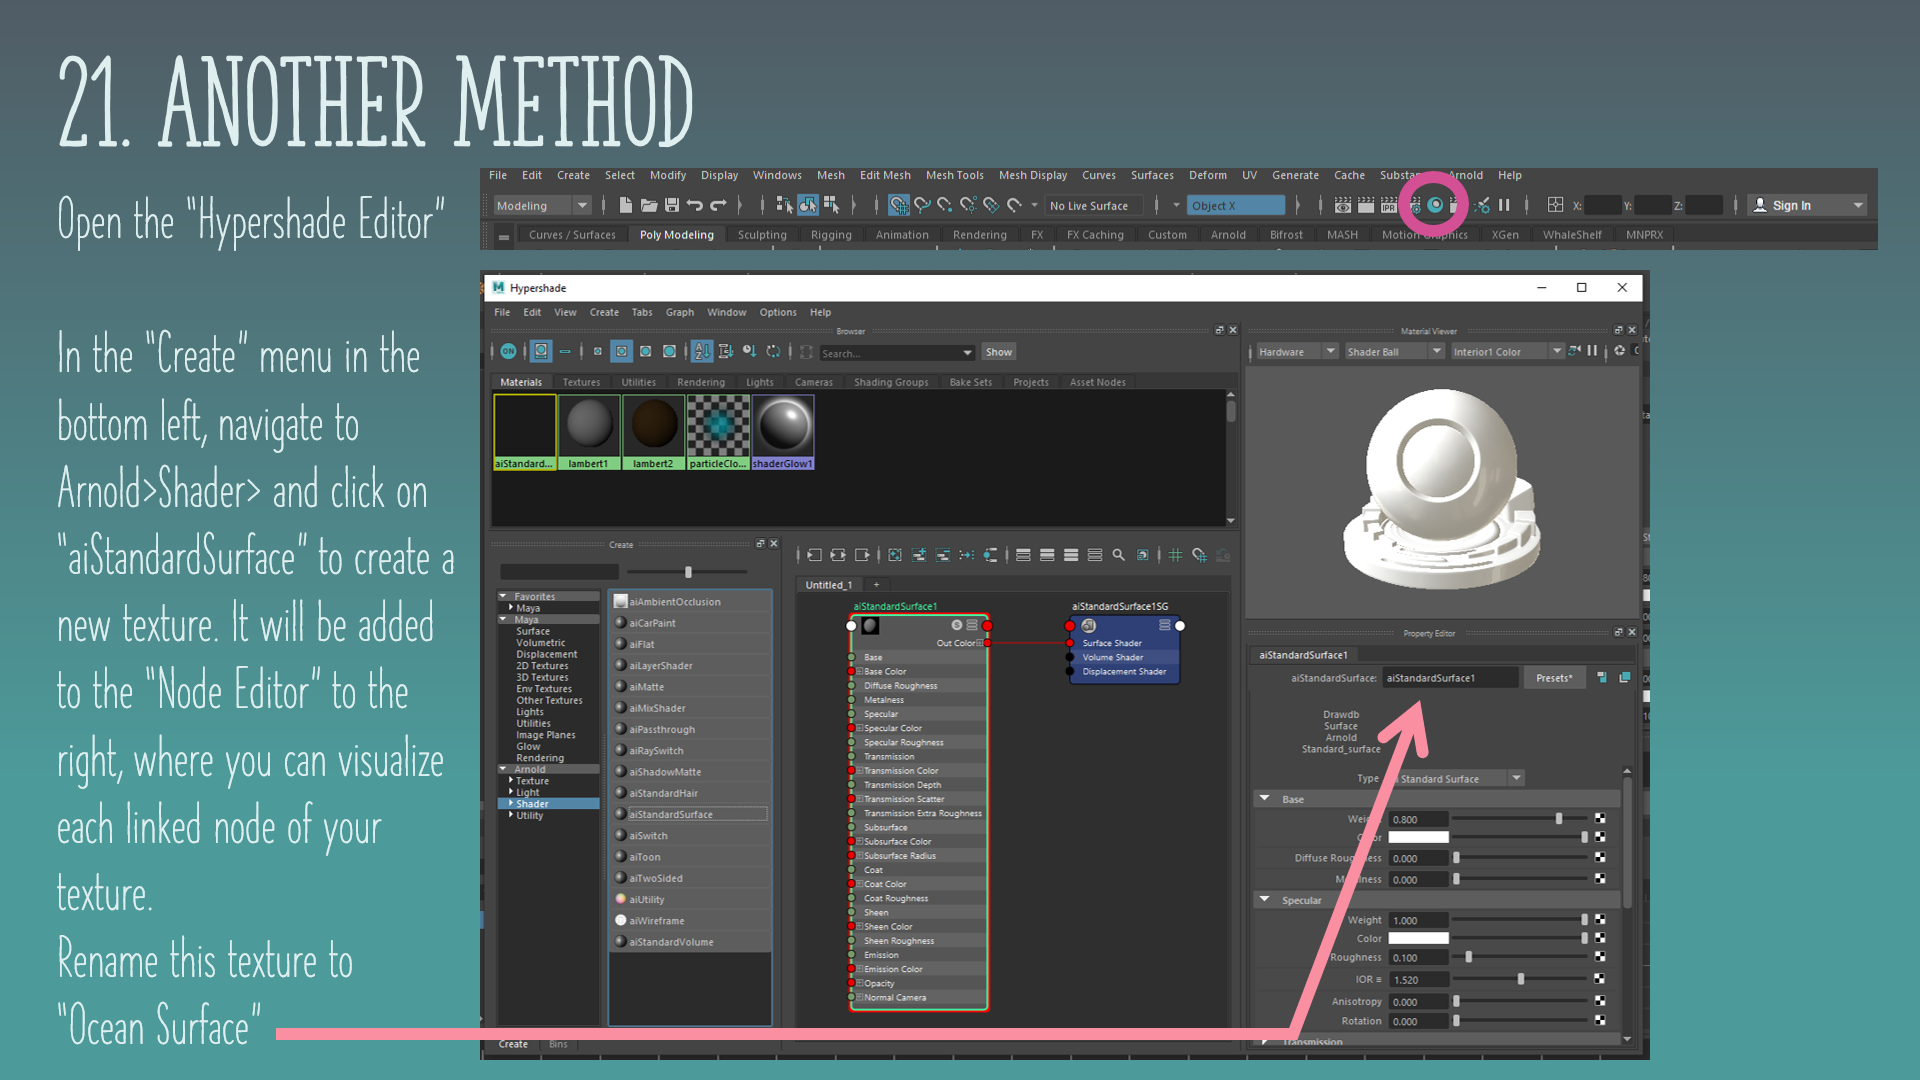 21. ANOTHER METHOD
Open the "Hypershade Editor"
In the "Create" menu in the
bottom left, navigate to
Arnold>Shader> and click on
"aiStandardSurface" to create a
new texture. It will be added
to the "Node Editor" to the
right, where you can visualize
each linked node of your
texture.
Rename this texture to
"Ocean Surface"
File Edit Create Select Modify Display Windows Mesh Edit Mesh Mesh Tools Mesh Display Curves Surfaces Deform UV Generate Cache Arnold Help
Modeling No Live Surface Object X IPR X: Y: Z: Sign In
Curves / Surfaces Poly Modeling Sculpting Rigging Animation Rendering FX FX Caching Custom Arnold Bifrost MASH Motion Graphics XGen WhaleShelf MNPRX
Hypershade
File Edit View Create Tabs Graph Window Options Help
Browser
ON Search... Show
Materials Textures Utilities Rendering Lights Cameras Shading Groups Bake Sets Projects Asset Nodes
aiStandard... lambert1 lambert2 particleClo... shaderGlow1
Material Viewer
Hardware Shader Ball Interior1 Color
Create
Favorites
Maya
Maya
Surface
Volumetric
Displacement
2D Textures
3D Textures
Env Textures
Other Textures
Lights
Utilities
Image Planes
Glow
Rendering
Arnold
Texture
Light
Shader
Utility
aiAmbientOcclusion
aiCarPaint
aiFlat
aiLayerShader
aiMatte
aiMixShader
aiPassthrough
aiRaySwitch
aiShadowMatte
aiStandardHair
aiStandardSurface
aiSwitch
aiToon
aiTwoSided
aiUtility
aiWireframe
aiStandardVolume
Create Bins
Untitled_1 +
aiStandardSurface1
S
Out Color
Base
Base Color
Diffuse Roughness
Metalness
Specular
Specular Color
Specular Roughness
Transmission
Transmission Color
Transmission Depth
Transmission Scatter
Transmission Extra Roughness
Subsurface
Subsurface Color
Subsurface Radius
Coat
Coat Color
Coat Roughness
Sheen
Sheen Color
Sheen Roughness
Emission
Emission Color
Opacity
Normal Camera
aiStandardSurface1SG
Surface Shader
Volume Shader
Displacement Shader
Property Editor
aiStandardSurface1
aiStandardSurface: aiStandardSurface1 Presets*
Drawdb
Surface
Arnold
Standard_surface
Type Standard Surface
Base
0.800
Diffuse 0.000
0.000
Specular
Weight 1.000
Color
Roughness 0.100
IOR 1.520
Anisotropy 0.000
Rotation 0.000
Transmission